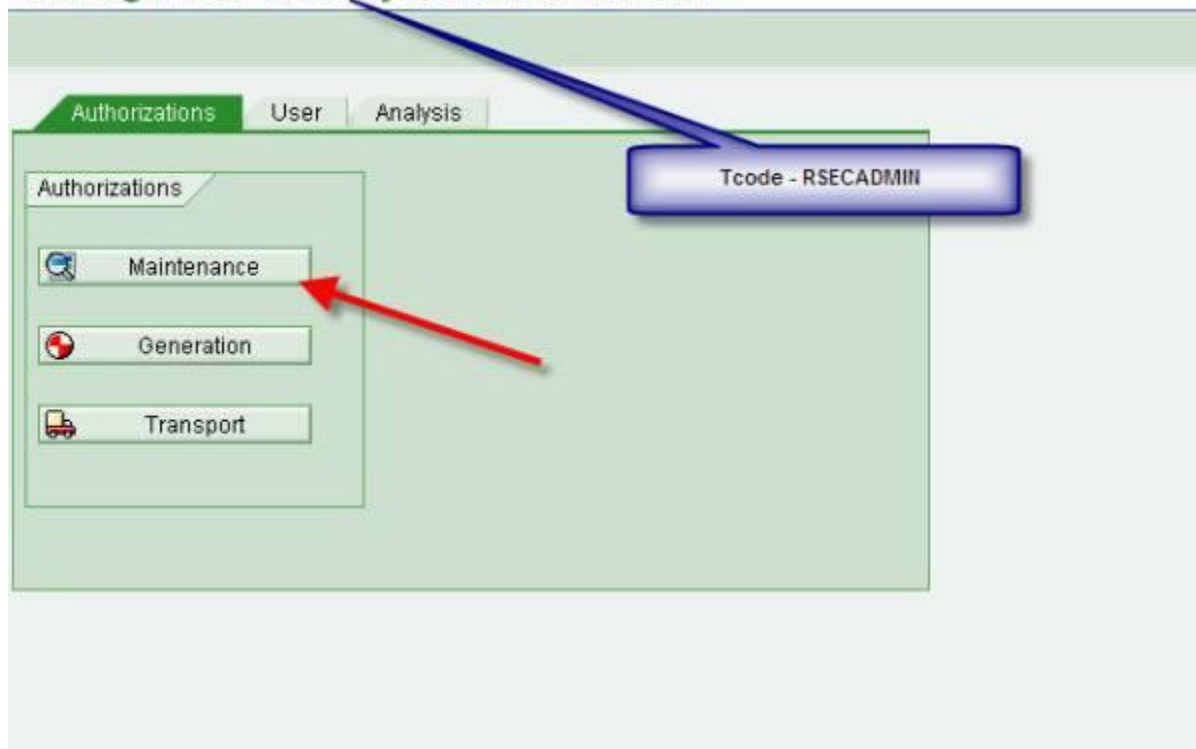 Authorizations User Analysis
Tcode - RSECADMIN
Authorizations
Maintenance
Generation
Transport